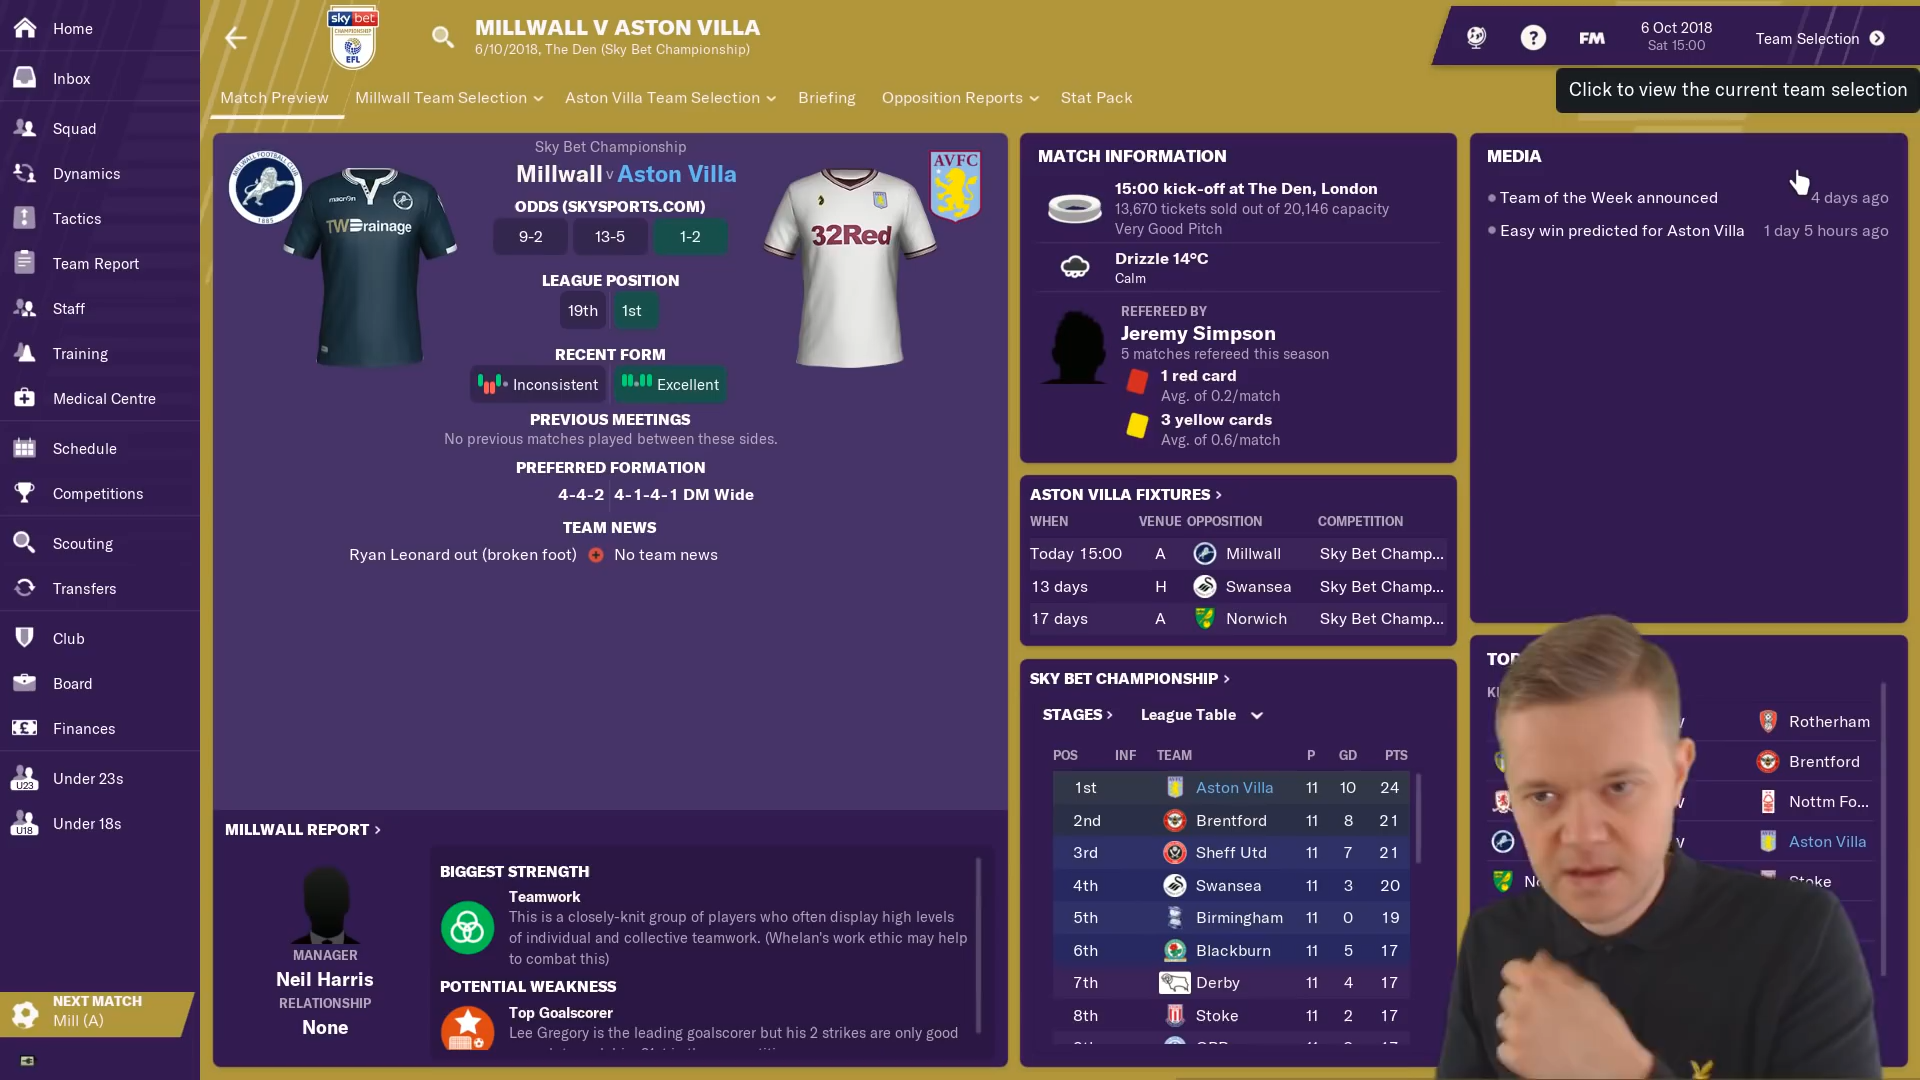 Home
Inbox
Squad
Dynamics
Tactics
Team Report
Staff
Training
Medical Centre
Schedule
Competitions
Scouting
Transfers
Club
Board
Finances
U23
Under 23s
U18
Under 18s
NEXT MATCH
Mill (A)
sky bet
CHAMPIONSHIP
EFL
MILLWALL V ASTON VILLA
6/10/2018, The Den (Sky Bet Championship)
FM
6 Oct 2018
Sat 15:00
Team Selection
Click to view the current team selection
Match Preview
Millwall Team Selection
Aston Villa Team Selection
Briefing
Opposition Reports
Stat Pack
Sky Bet Championship
Millwall v Aston Villa
MILLWALL FOOTBALL CLUB
1885
macron
TW Drainage
AVFC
32Red
ODDS (SKYSPORTS.COM)
9-2 13-5 1-2
LEAGUE POSITION
19th 1st
RECENT FORM
Inconsistent Excellent
PREVIOUS MEETINGS
No previous matches played between these sides.
PREFERRED FORMATION
4-4-2 4-1-4-1 DM Wide
TEAM NEWS
Ryan Leonard out (broken foot) No team news
MILLWALL REPORT
MANAGER
Neil Harris
RELATIONSHIP
None
BIGGEST STRENGTH
Teamwork
This is a closely-knit group of players who often display high levels
of individual and collective teamwork. (Whelan's work ethic may help
to combat this)
POTENTIAL WEAKNESS
Top Goalscorer
Lee Gregory is the leading goalscorer but his 2 strikes are only good
MATCH INFORMATION
15:00 kick-off at The Den, London
13,670 tickets sold out of 20,146 capacity
Very Good Pitch
Drizzle 14°C
Calm
REFEREED BY
Jeremy Simpson
5 matches refereed this season
1 red card
Avg. of 0.2/match
3 yellow cards
Avg. of 0.6/match
ASTON VILLA FIXTURES
WHEN VENUE OPPOSITION COMPETITION
Today 15:00 A Millwall Sky Bet Champ...
13 days H Swansea Sky Bet Champ...
17 days A Norwich Sky Bet Champ...
SKY BET CHAMPIONSHIP
STAGES League Table
POS INF TEAM P GD PTS
1st Aston Villa 11 10 24
2nd Brentford 11 8 21
3rd Sheff Utd 11 7 21
4th Swansea 11 3 20
5th Birmingham 11 0 19
6th Blackburn 11 5 17
7th Derby 11 4 17
8th Stoke 11 2 17
MEDIA
Team of the Week announced 4 days ago
Easy win predicted for Aston Villa 1 day 5 hours ago
v Rotherham
Brentford
v Nottm Fo...
v Aston Villa
Stoke